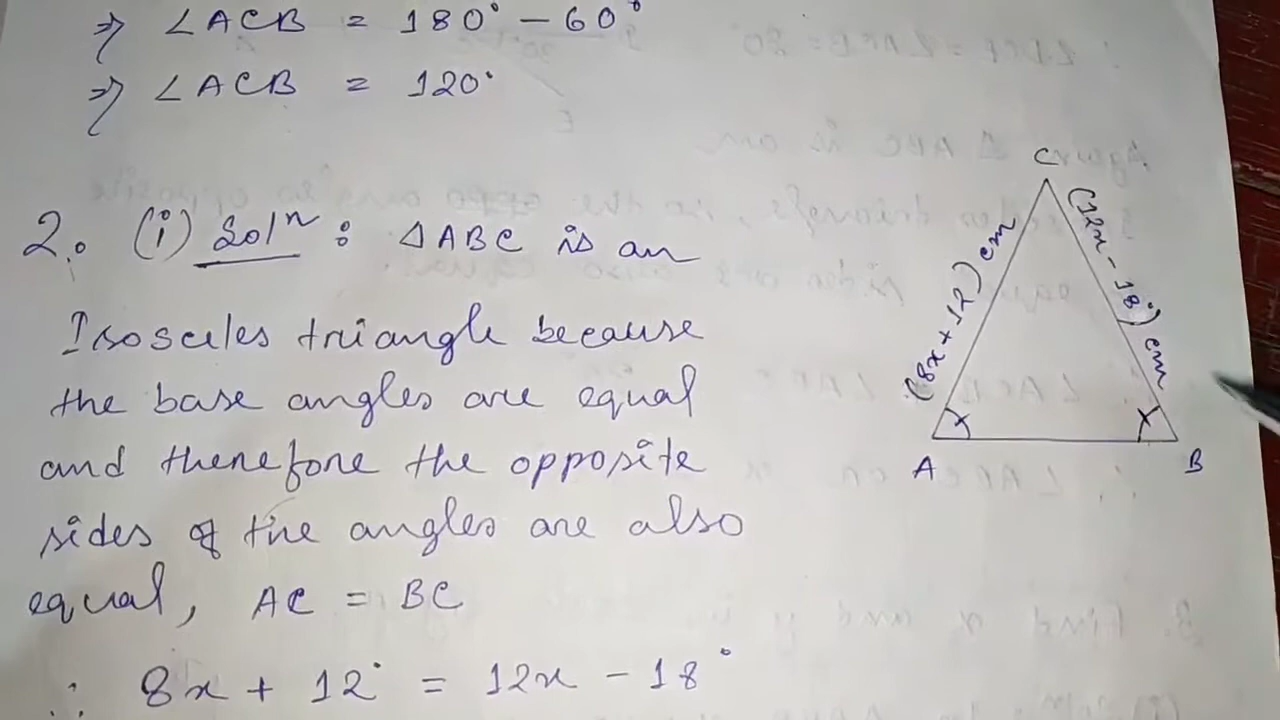 ⇒ ∠ACB = 180° - 60°
⇒ ∠ACB = 120°
2. (i) Solⁿ : △ABC is an
Isosceles triangle because
the base angles are equal
and therefore the opposite
sides of the angles are also
equal, AC = BC
∴ 8x + 12° = 12x - 18°
C
(8x + 12) cm
(12x - 18°) cm
A
B